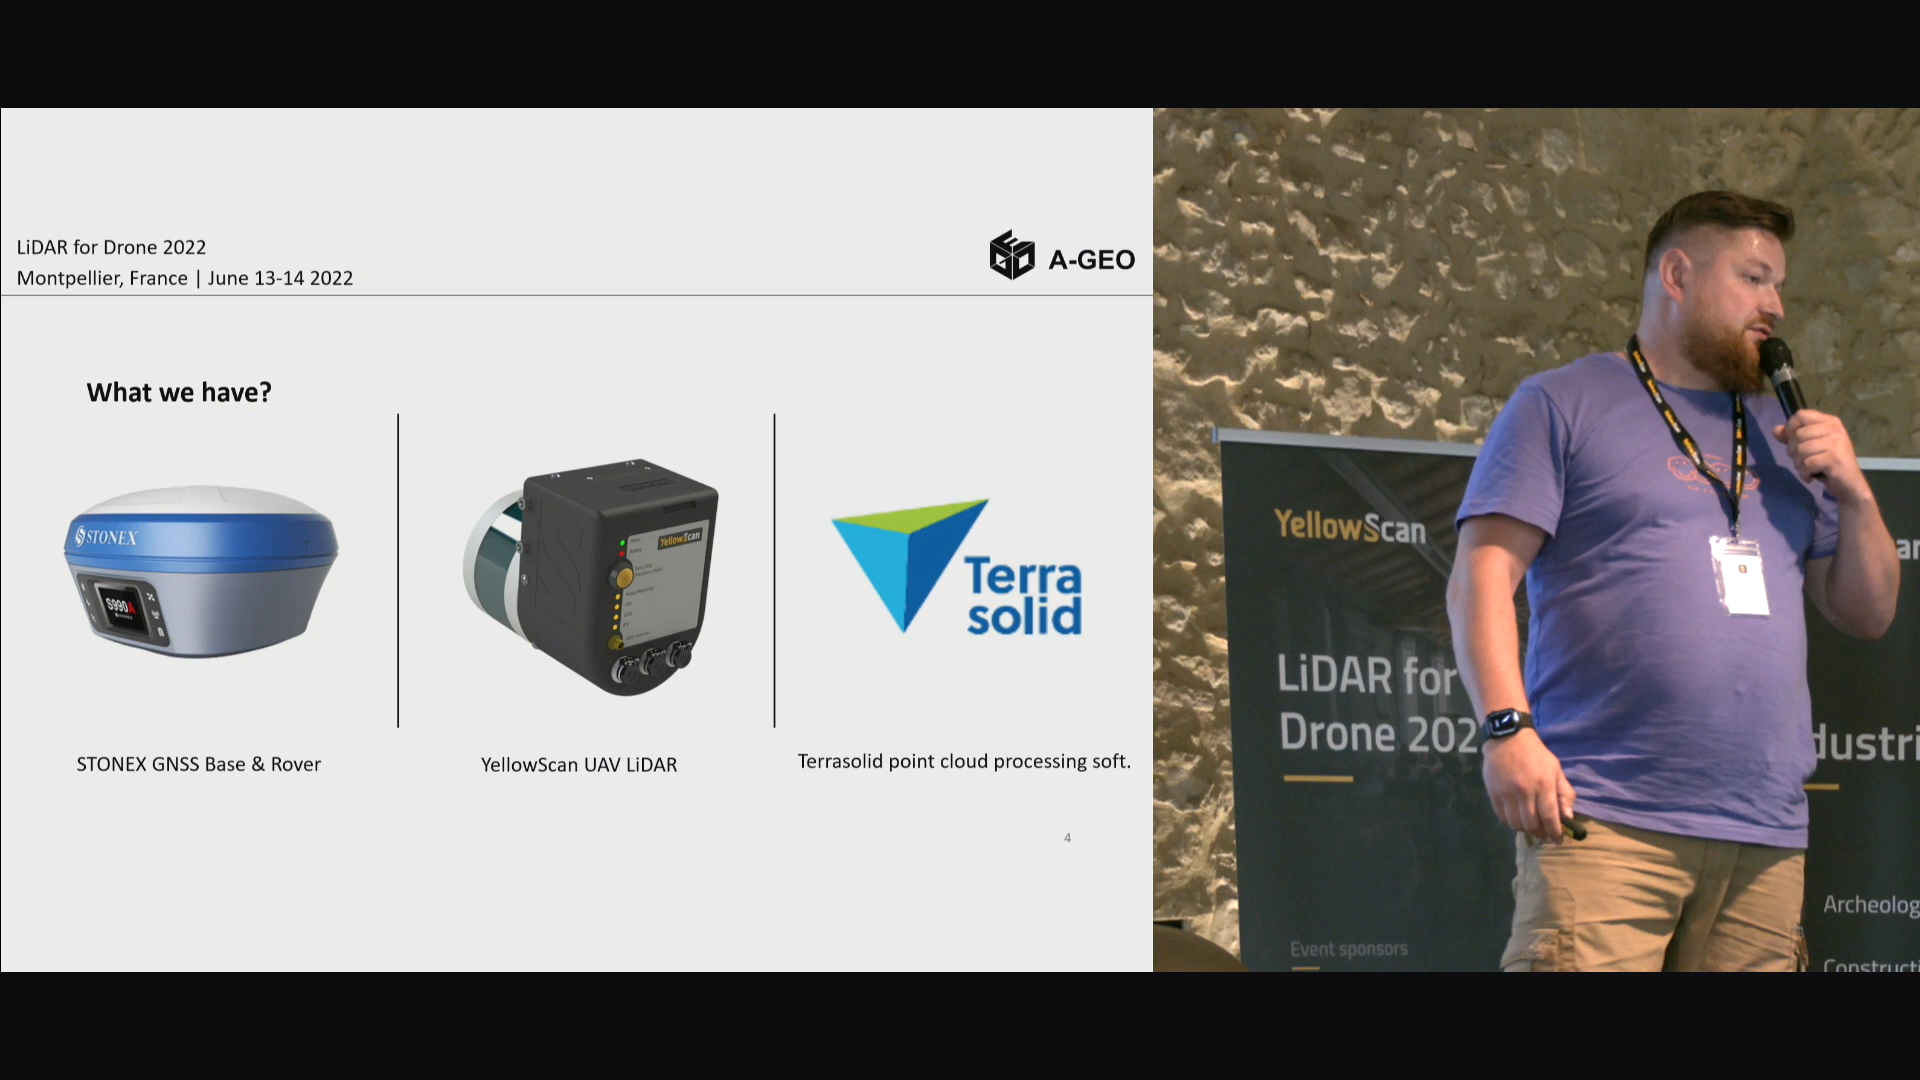 LiDAR for Drone 2022
Montpellier, France | June 13-14 2022
A-GEO
What we have?
STONEX
S990A
YellowScan
Terra
solid
STONEX GNSS Base & Rover
YellowScan UAV LiDAR
Terrasolid point cloud processing soft.
4
YellowScan
LiDAR for
Drone 202
Event sponsors
ar
dustri
Archeolog
Constructi